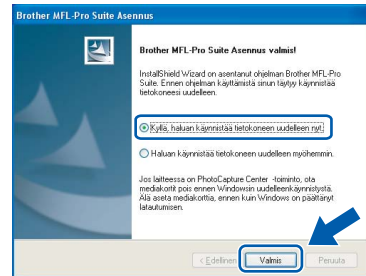 Brother MFL-Pro Suite Asennus
Brother MFL-Pro Suite Asennus valmis!
InstallShield Wizard on asentanut ohjelman Brother MFL-Pro
Suite. Ennen ohjelman käyttämistä sinun täytyy käynnistää
tietokoneesi uudelleen.
Kyllä, haluan käynnistää tietokoneen uudelleen nyt.
Haluan käynnistää tietokoneen uudelleen myöhemmin.
Jos laitteessa on PhotoCapture Center -toiminto, ota
mediakortit pois ennen Windowsin uudelleenkäynnistystä.
Älä aseta mediakorttia, ennen kuin Windows on päättänyt
latautumisen.
< Edellinen
Valmis
Peruuta